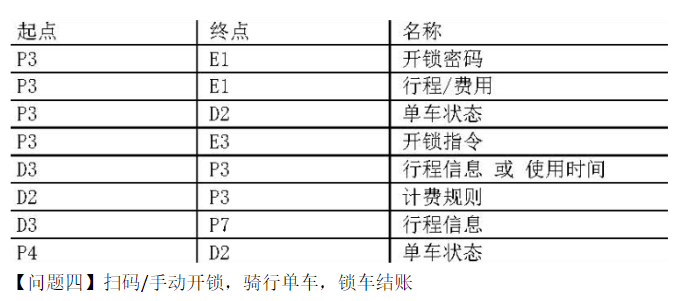 起点 终点 名称
P3 E1 开锁密码
P3 E1 行程/费用
P3 D2 单车状态
P3 E3 开锁指令
D3 P3 行程信息 或 使用时间
D2 P3 计费规则
D3 P7 行程信息
P4 D2 单车状态
【问题四】扫码/手动开锁，骑行单车，锁车结账